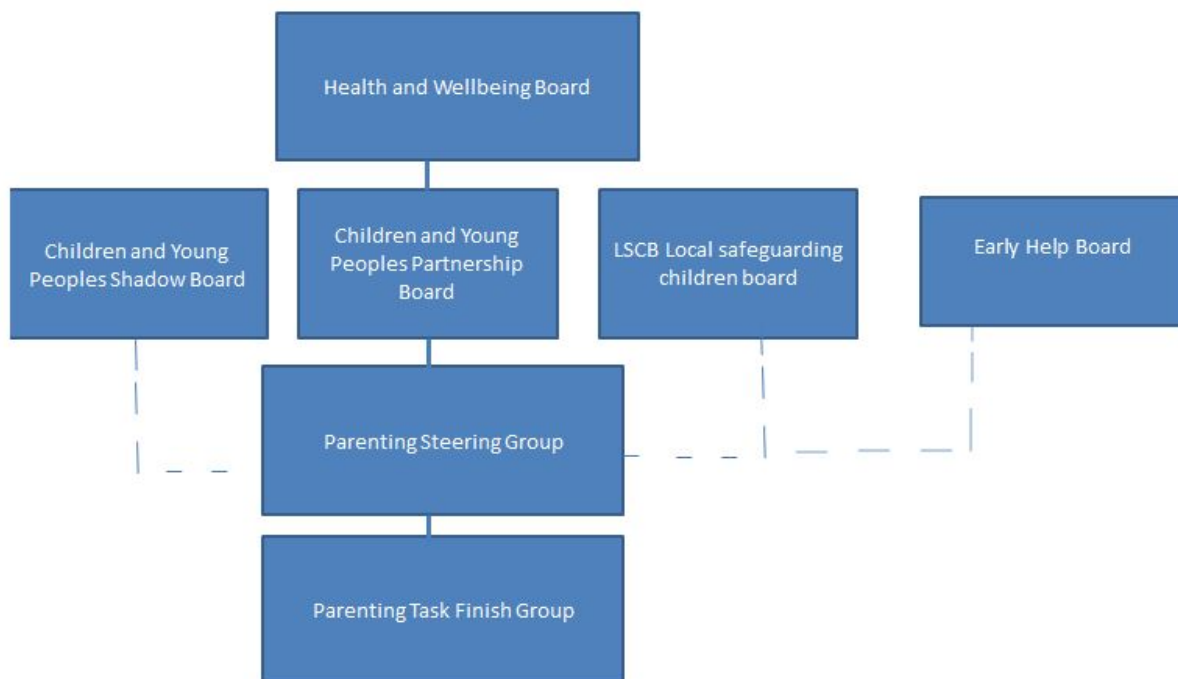 Health and Wellbeing Board
Children and Young
Peoples Shadow Board
Children and Young
Peoples Partnership
Board
LSCB Local safeguarding
children board
Early Help Board
Parenting Steering Group
Parenting Task Finish Group